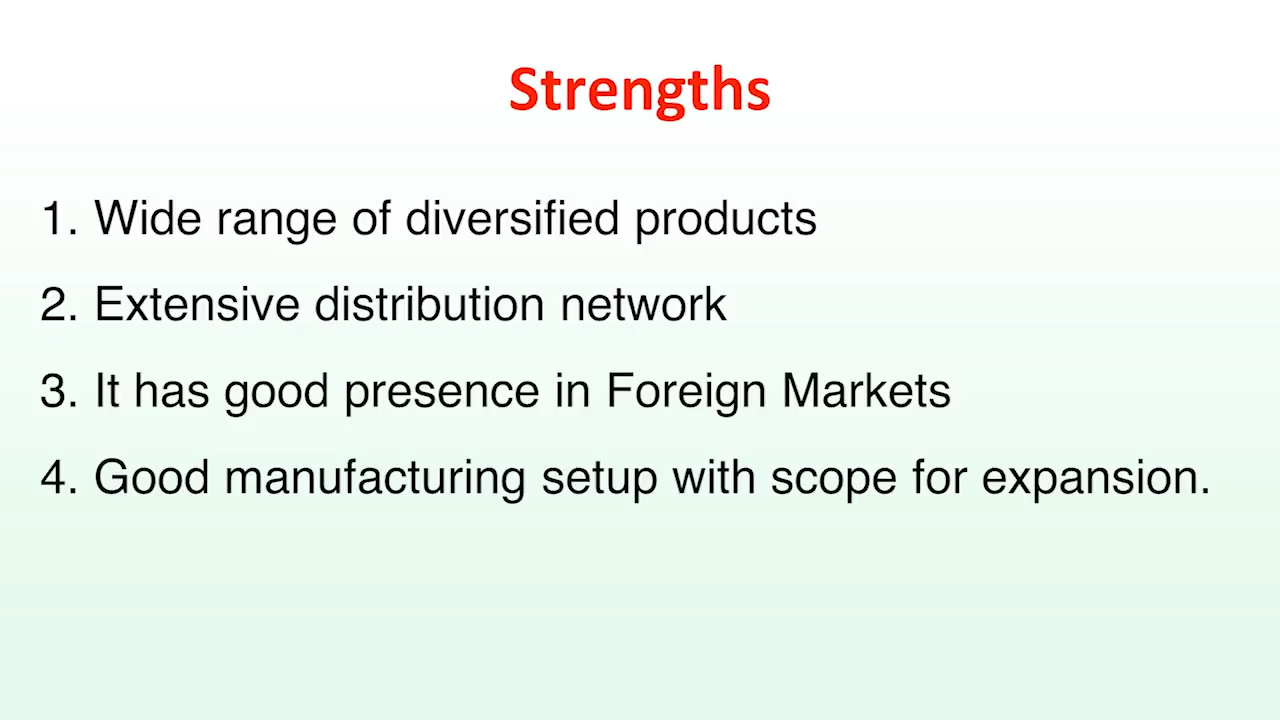 Strengths
1. Wide range of diversified products
2. Extensive distribution network
3. It has good presence in Foreign Markets
4. Good manufacturing setup with scope for expansion.